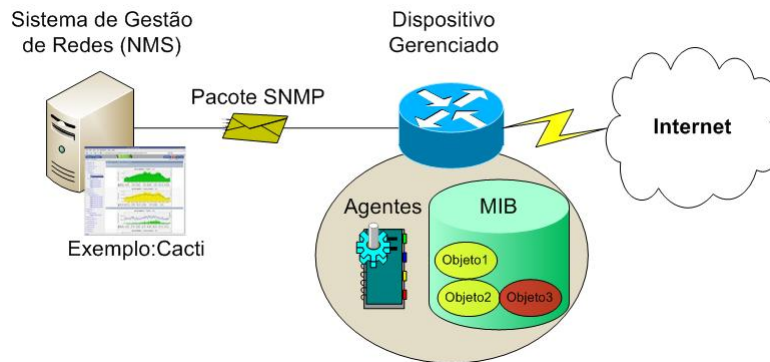 Sistema de Gestão
de Redes (NMS)
Dispositivo
Gerenciado
Pacote SNMP
Internet
Exemplo:Cacti
Agentes
MIB
Objeto1
Objeto2
Objeto3